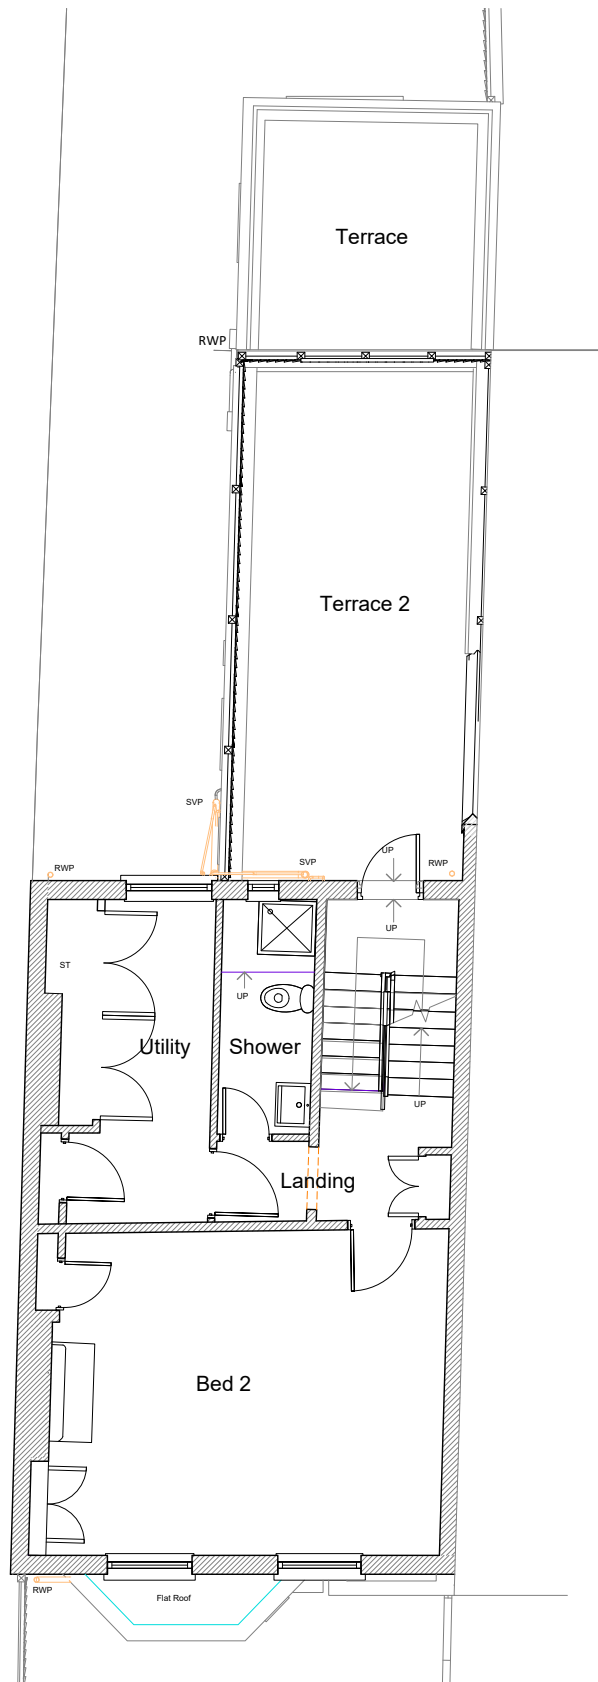 Terrace
RWP
Terrace 2
SVP
UP
SVP
RWP
RWP
UP
ST
UP
Utility
Shower
UP
Landing
Bed 2
RWP
Flat Roof